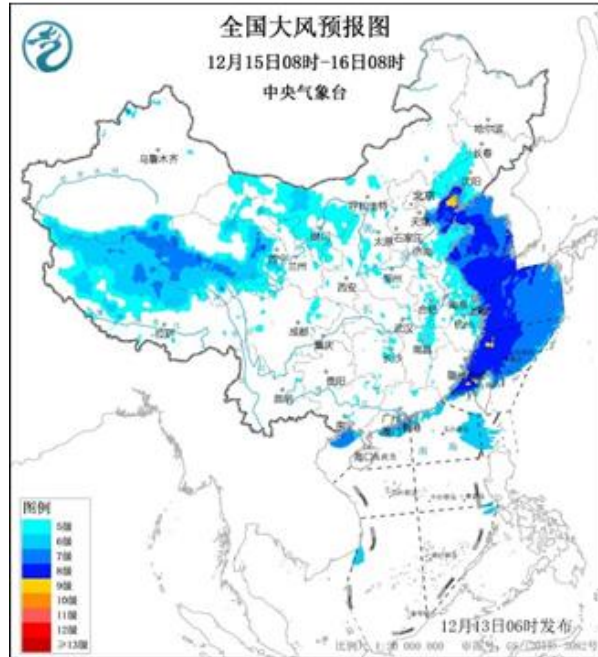 全国大风预报图
12月15日08时-16日08时
中央气象台
哈尔滨
长春
乌鲁木齐
沈阳
北京
呼和浩特
天津
银川
石家庄
太原
济南
西宁
兰州
郑州
西安
合肥
南京
杭州
拉萨
成都
武汉
重庆
长沙
南昌
贵阳
福州
昆明
广州
南宁
海口
南
海
图例
5级
6级
7级
8级
9级
10级
11级
12级
≥13级
12月13日06时发布